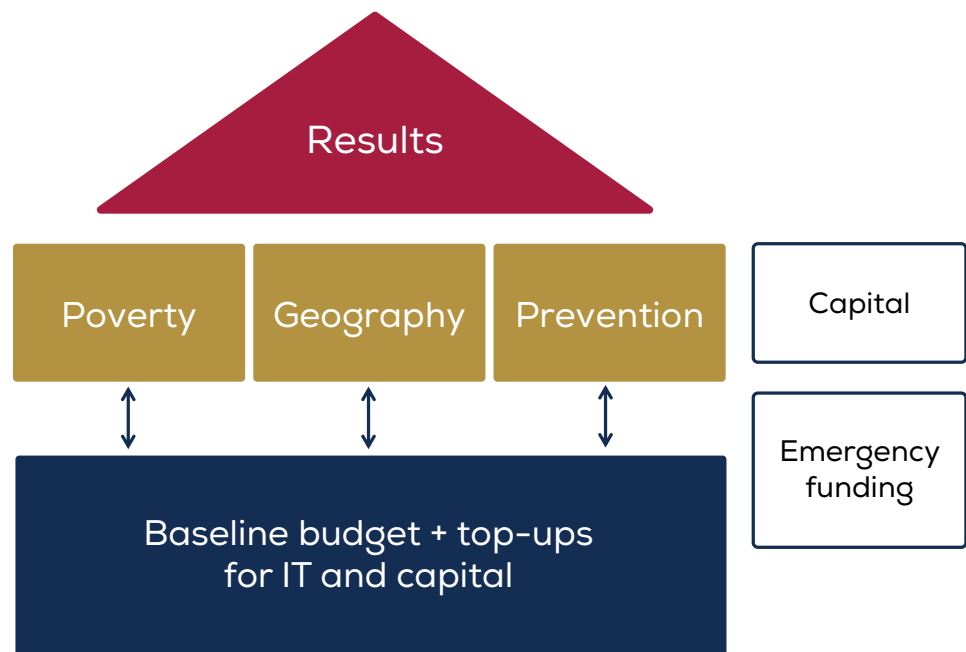 Results
Poverty
Geography
Prevention
Capital
Emergency
funding
Baseline budget + top-ups
for IT and capital